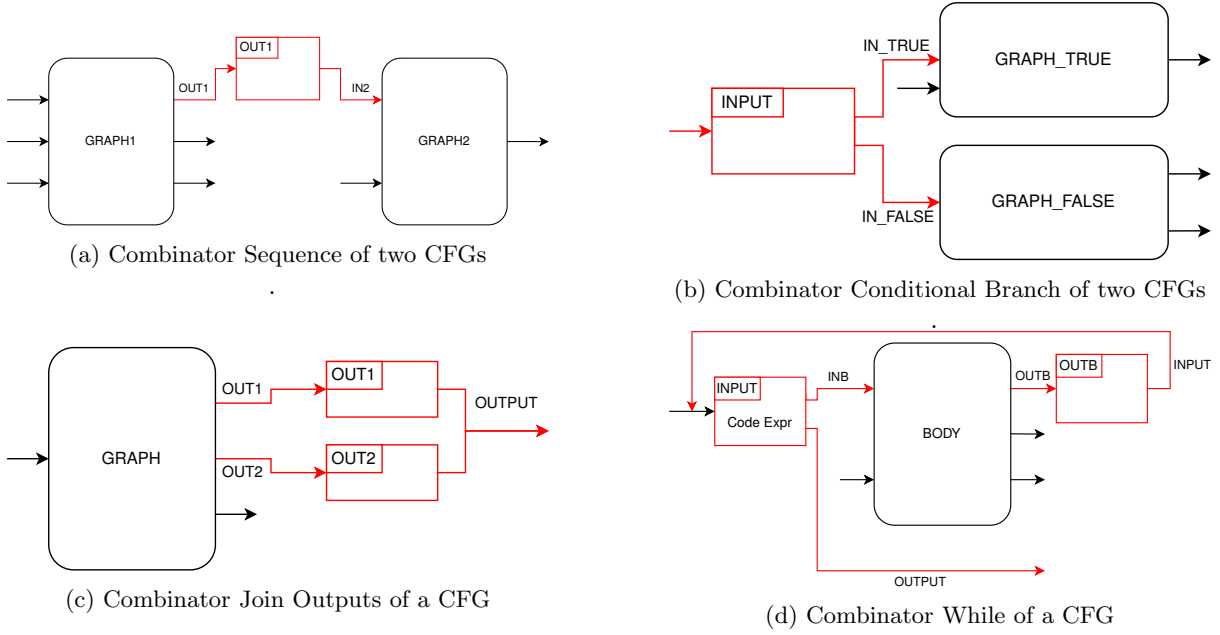 OUT1
OUT1
IN2
GRAPH1
GRAPH2
(a) Combinator Sequence of two CFGs
.
IN_TRUE
GRAPH_TRUE
INPUT
GRAPH_FALSE
IN_FALSE
(b) Combinator Conditional Branch of two CFGs
.
OUT1
OUT1
OUTPUT
GRAPH
OUT2
OUT2
(c) Combinator Join Outputs of a CFG
INPUT
INB
OUTB
OUTB
INPUT
Code Expr
BODY
OUTPUT
(d) Combinator While of a CFG